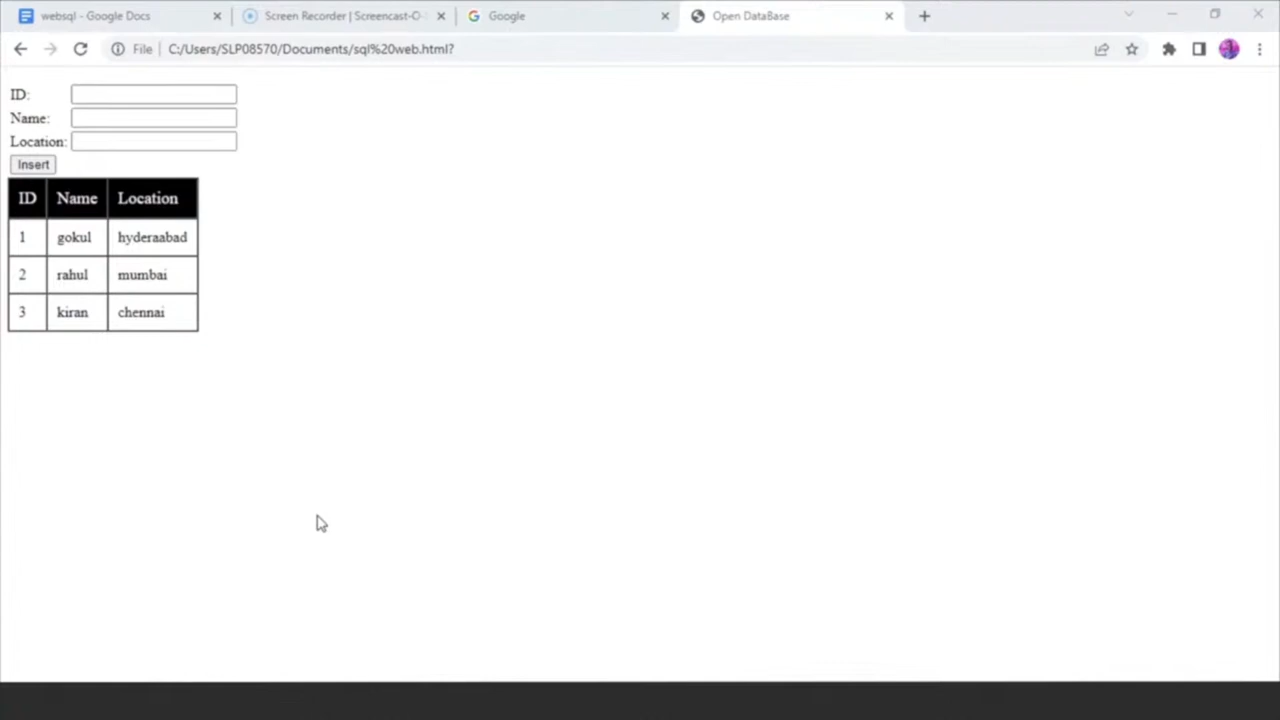 websql - Google Docs
Screen Recorder | Screencast-O-
Google
Open DataBase
File
C:/Users/SLP08570/Documents/sql%20web.html?
ID:
Name:
Location:
Insert
ID Name Location
1 gokul hyderaabad
2 rahul mumbai
3 kiran chennai